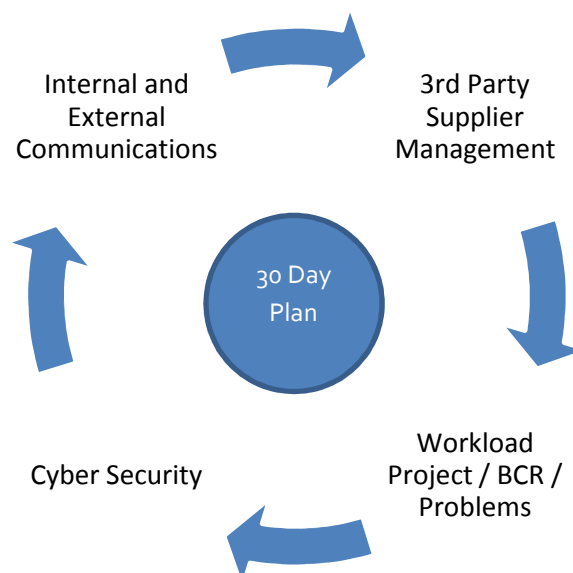 Internal and
External
Communications
3rd Party
Supplier
Management
30 Day
Plan
Cyber Security
Workload
Project / BCR /
Problems